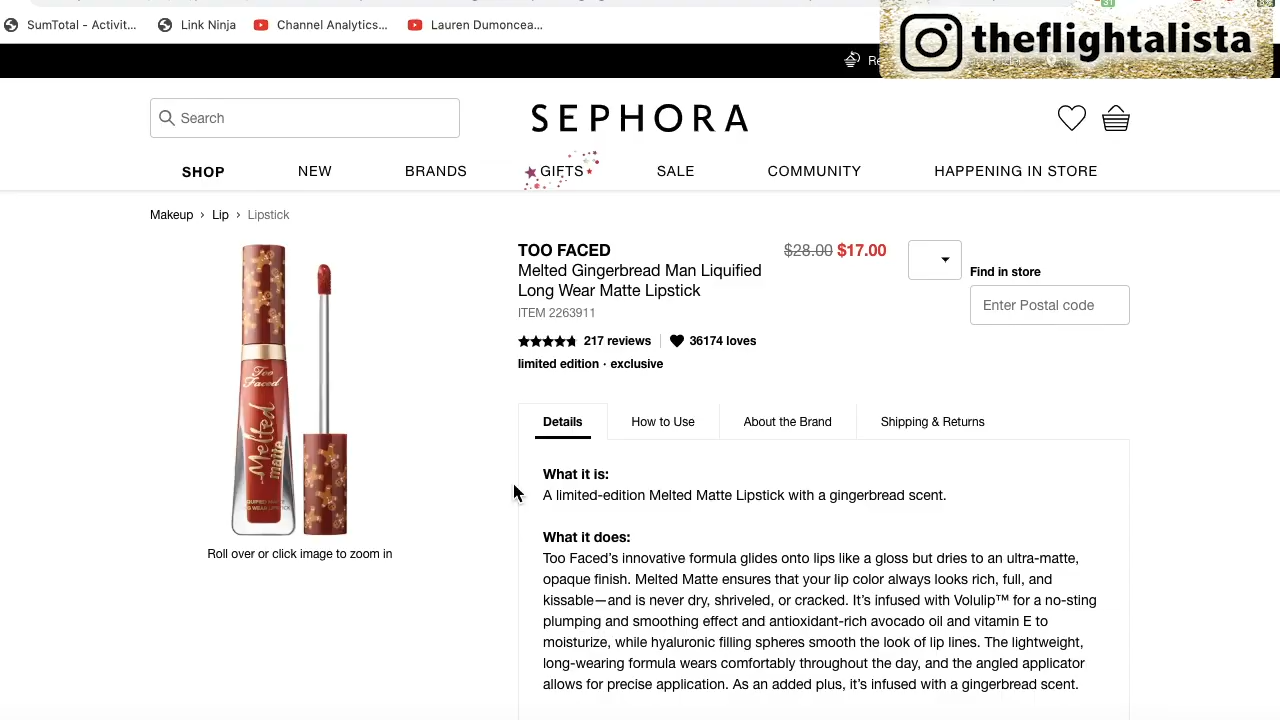 SumTotal - Activit...
Link Ninja
Channel Analytics...
Lauren Dumoncea...
theflightalista
Search
SEPHORA
SHOP
NEW
BRANDS
GIFTS
SALE
COMMUNITY
HAPPENING IN STORE
Makeup › Lip › Lipstick
TOO FACED
$28.00 $17.00
Melted Gingerbread Man Liquified
Long Wear Matte Lipstick
ITEM 2263911
Find in store
Enter Postal code
217 reviews
36174 loves
limited edition · exclusive
Too
Faced
Melted
matte
Roll over or click image to zoom in
Details
How to Use
About the Brand
Shipping & Returns
What it is:
A limited-edition Melted Matte Lipstick with a gingerbread scent.
What it does:
Too Faced’s innovative formula glides onto lips like a gloss but dries to an ultra-matte,
opaque finish. Melted Matte ensures that your lip color always looks rich, full, and
kissable—and is never dry, shriveled, or cracked. It’s infused with Volulip™ for a no-sting
plumping and smoothing effect and antioxidant-rich avocado oil and vitamin E to
moisturize, while hyaluronic filling spheres smooth the look of lip lines. The lightweight,
long-wearing formula wears comfortably throughout the day, and the angled applicator
allows for precise application. As an added plus, it’s infused with a gingerbread scent.